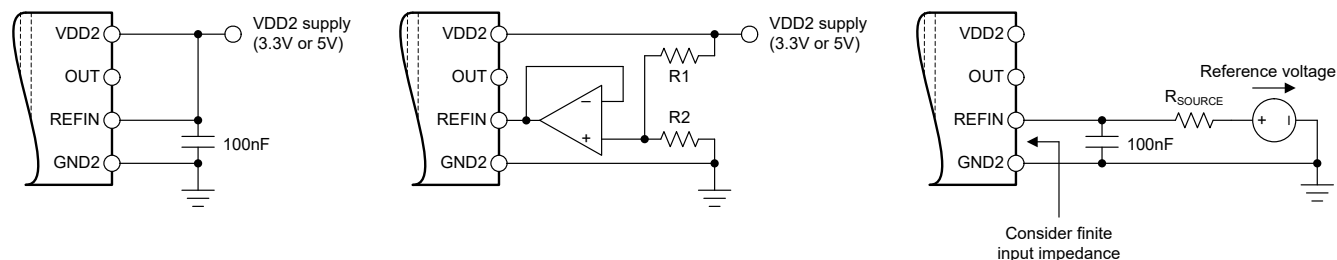 VDD2
OUT
REFIN
GND2
100nF
VDD2 supply
(3.3V or 5V)
VDD2
OUT
REFIN
GND2
R1
R2
–
+
VDD2 supply
(3.3V or 5V)
VDD2
OUT
REFIN
GND2
100nF
RSOURCE
Reference voltage
+ –
Consider finite
input impedance